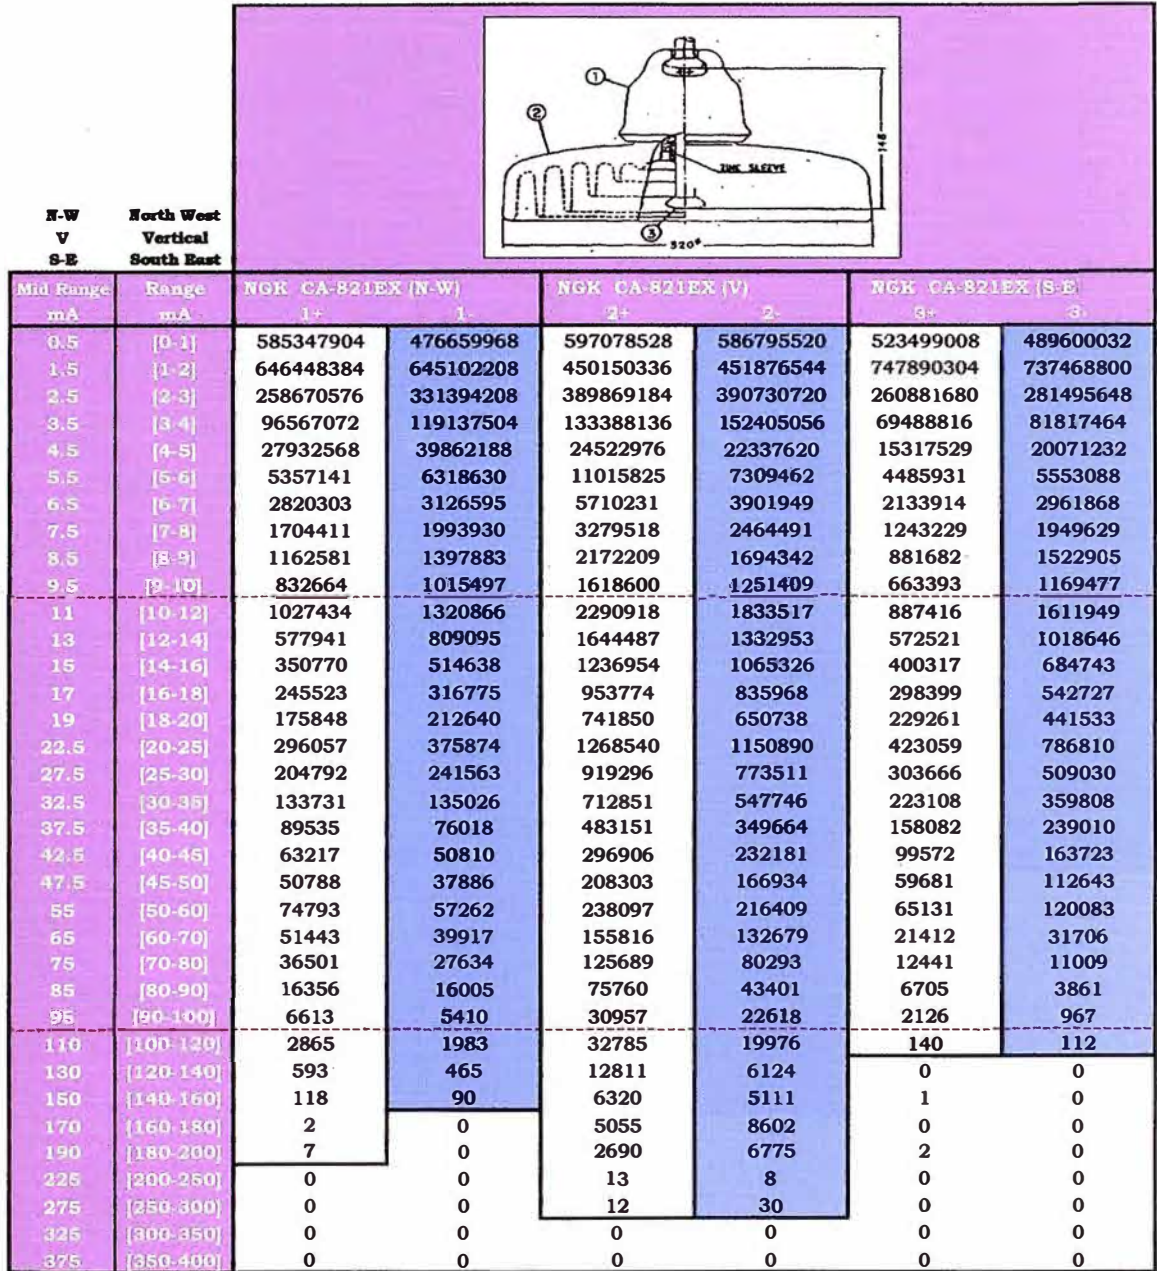 1
2
148
ZINC SLEEVE
3
320ø
N-W North West
V Vertical
S-E South East
Mid Range Range NGK CA-821EX (N-W) NGK CA-821EX (V) NGK CA-821EX (S-E
mA mA 1+ 1- 2+ 2- 3+ 3-
0.5 [0-1] 585347904 476659968 597078528 586795520 523499008 489600032
1.5 [1-2] 646448384 645102208 450150336 451876544 747890304 737468800
2.5 [2-3] 258670576 331394208 389869184 390730720 260881680 281495648
3.5 [3-4] 96567072 119137504 133388136 152405056 69488816 81817464
4.5 [4-5] 27932568 39862188 24522976 22337620 15317529 20071232
5.5 [5-6] 5357141 6318630 11015825 7309462 4485931 5553088
6.5 [6-7] 2820303 3126595 5710231 3901949 2133914 2961868
7.5 [7-8] 1704411 1993930 3279518 2464491 1243229 1949629
8.5 [8-9] 1162581 1397883 2172209 1694342 881682 1522905
9.5 [9-10] 832664 1015497 1618600 1251409 663393 1169477
11 [10-12] 1027434 1320866 2290918 1833517 887416 1611949
13 [12-14] 577941 809095 1644487 1332953 572521 1018646
15 [14-16] 350770 514638 1236954 1065326 400317 684743
17 [16-18] 245523 316775 953774 835968 298399 542727
19 [18-20] 175848 212640 741850 650738 229261 441533
22.5 [20-25] 296057 375874 1268540 1150890 423059 786810
27.5 [25-30] 204792 241563 919296 773511 303666 509030
32.5 [30-35] 133731 135026 712851 547746 223108 359808
37.5 [35-40] 89535 76018 483151 349664 158082 239010
42.5 [40-45] 63217 50810 296906 232181 99572 163723
47.5 [45-50] 50788 37886 208303 166934 59681 112643
55 [50-60] 74793 57262 238097 216409 65131 120083
65 [60-70] 51443 39917 155816 132679 21412 31706
75 [70-80] 36501 27634 125689 80293 12441 11009
85 [80-90] 16356 16005 75760 43401 6705 3861
95 [90-100] 6613 5410 30957 22618 2126 967
110 [100-120] 2865 1983 32785 19976 140 112
130 [120-140] 593 465 12811 6124 0 0
150 [140-160] 118 90 6320 5111 1 0
170 [160-180] 2 0 5055 8602 0 0
190 [180-200] 7 0 2690 6775 2 0
225 [200-250] 0 0 13 8 0 0
275 [250-300] 0 0 12 30 0 0
325 [300-350] 0 0 0 0 0 0
375 [350-400] 0 0 0 0 0 0